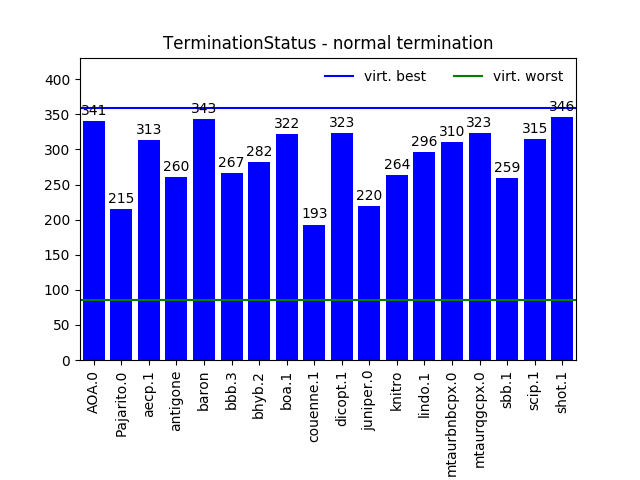 TerminationStatus - normal termination
virt. best virt. worst
400
350
300
250
200
150
100
50
0
341 215 313 260 343 267 282 322 193 323 220 264 296 310 323 259 315 346
AOA.0 Pajarito.0 aecp.1 antigone baron bbb.3 bhyb.2 boa.1 couenne.1 dicopt.1 juniper.0 knitro lindo.1 mtaurbnbcpx.0 mtaurqgcpx.0 sbb.1 scip.1 shot.1